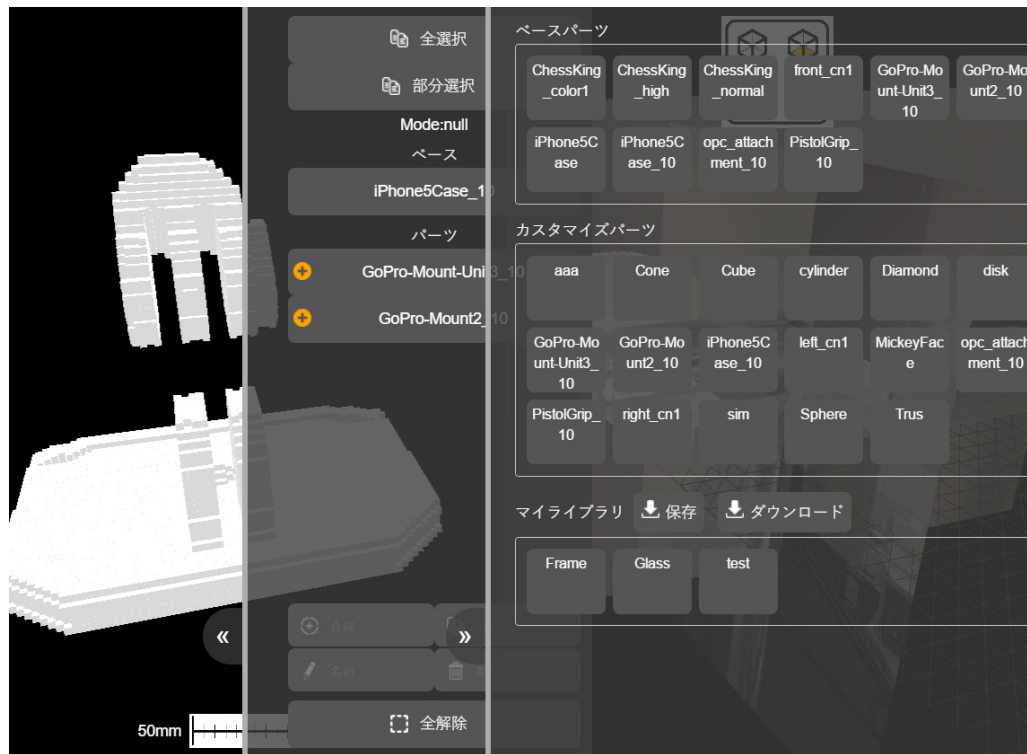 全選択
部分選択
Mode:null
ベース
iPhone5Case_10
パーツ
GoPro-Mount-Unit3_10
GoPro-Mount2_10
合成
名前
全解除
50mm
«
»
ベースパーツ
ChessKing
_color1
ChessKing
_high
ChessKing
_normal
front_cn1
GoPro-Mo
unt-Unit3_
10
GoPro-Mo
unt2_10
iPhone5C
ase
iPhone5C
ase_10
opc_attach
ment_10
PistolGrip_
10
カスタマイズパーツ
aaa
Cone
Cube
cylinder
Diamond
disk
GoPro-Mo
unt-Unit3_
10
GoPro-Mo
unt2_10
iPhone5C
ase_10
left_cn1
MickeyFac
e
opc_attach
ment_10
PistolGrip_
10
right_cn1
sim
Sphere
Trus
マイライブラリ 保存 ダウンロード
Frame
Glass
test